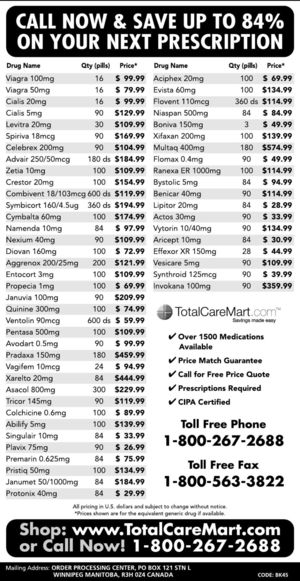 CALL NOW & SAVE UP TO 84%
ON YOUR NEXT PRESCRIPTION
Drug Name Qty (pills) Price*
Viagra 100mg 16 $ 99.99
Viagra 50mg 16 $ 79.99
Cialis 20mg 16 $ 99.99
Cialis 5mg 90 $129.99
Levitra 20mg 30 $109.99
Spiriva 18mcg 90 $169.99
Celebrex 200mg 90 $104.99
Advair 250/50mcg 180 ds $184.99
Zetia 10mg 100 $109.99
Crestor 20mg 100 $154.99
Combivent 18/103mcg 600 ds $119.99
Symbicort 160/4.5ug 360 ds $194.99
Cymbalta 60mg 100 $174.99
Namenda 10mg 84 $ 97.99
Nexium 40mg 90 $109.99
Diovan 160mg 100 $ 72.99
Aggrenox 200/25mg 200 $121.99
Entocort 3mg 100 $109.99
Propecia 1mg 100 $ 69.99
Januvia 100mg 90 $209.99
Quinine 300mg 100 $ 74.99
Ventolin 90mcg 600 ds $ 59.99
Pentasa 500mg 100 $109.99
Avodart 0.5mg 90 $ 99.99
Pradaxa 150mg 180 $459.99
Vagifem 10mcg 24 $ 94.99
Xarelto 20mg 84 $444.99
Asacol 800mg 300 $229.99
Tricor 145mg 90 $119.99
Colchicine 0.6mg 100 $ 89.99
Abilify 5mg 100 $139.99
Singulair 10mg 84 $ 33.99
Plavix 75mg 90 $ 26.99
Premarin 0.625mg 84 $ 75.99
Pristiq 50mg 100 $134.99
Janumet 50/1000mg 84 $184.99
Protonix 40mg 84 $ 29.99
Drug Name Qty (pills) Price*
Aciphex 20mg 100 $ 69.99
Evista 60mg 100 $134.99
Flovent 110mcg 360 ds $114.99
Niaspan 500mg 84 $ 84.99
Boniva 150mg 3 $ 49.99
Xifaxan 200mg 100 $139.99
Multaq 400mg 180 $574.99
Flomax 0.4mg 90 $ 49.99
Ranexa ER 1000mg 100 $114.99
Bystolic 5mg 84 $ 94.99
Benicar 40mg 90 $114.99
Lipitor 20mg 84 $ 28.99
Actos 30mg 90 $ 33.99
Vytorin 10/40mg 90 $134.99
Aricept 10mg 84 $ 30.99
Effexor XR 150mg 28 $ 44.99
Vesicare 5mg 90 $109.99
Synthroid 125mcg 90 $ 39.99
Invokana 100mg 90 $359.99
TotalCareMart.com™
Savings made easy
✔ Over 1500 Medications
Available
✔ Price Match Guarantee
✔ Call for Free Price Quote
✔ Prescriptions Required
✔ CIPA Certified
Toll Free Phone
1-800-267-2688
Toll Free Fax
1-800-563-3822
All pricing in U.S. dollars and subject to change without notice.
*Prices shown are for the equivalent generic drug if available.
Shop: www.TotalCareMart.com
or Call Now! 1-800-267-2688
Mailing Address: ORDER PROCESSING CENTER, PO BOX 121 STN L
WINNIPEG MANITOBA, R3H 0Z4 CANADA
CODE: BK45